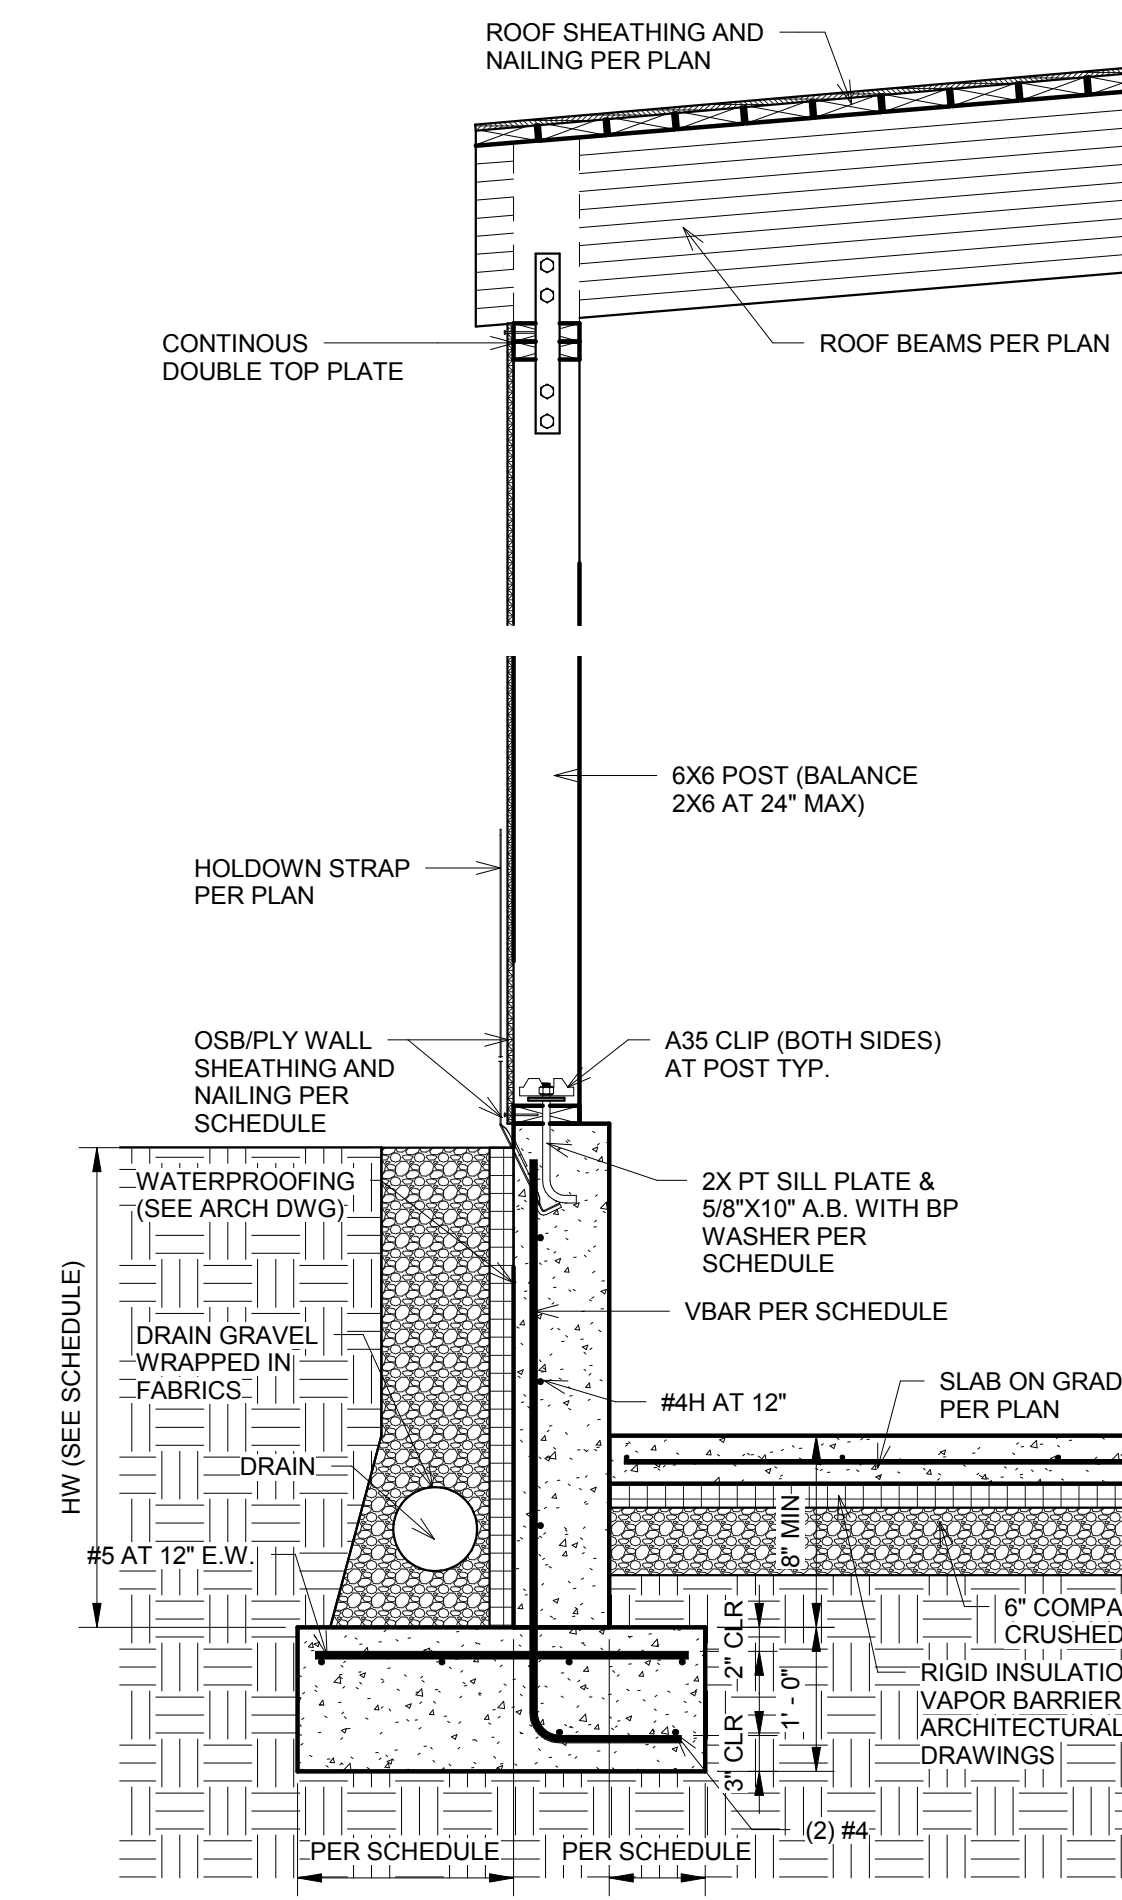 ROOF SHEATHING AND
NAILING PER PLAN
CONTINOUS
DOUBLE TOP PLATE
ROOF BEAMS PER PLAN
6X6 POST (BALANCE
2X6 AT 24" MAX)
HOLDOWN STRAP
PER PLAN
OSB/PLY WALL
SHEATHING AND
NAILING PER
SCHEDULE
A35 CLIP (BOTH SIDES)
AT POST TYP.
WATERPROOFING
(SEE ARCH DWG)
2X PT SILL PLATE &
5/8"X10" A.B. WITH BP
WASHER PER
SCHEDULE
HW (SEE SCHEDULE)
VBAR PER SCHEDULE
DRAIN GRAVEL
WRAPPED IN
FABRICS
#4H AT 12"
SLAB ON GRAD
PER PLAN
DRAIN
8" MIN
#5 AT 12" E.W.
2" CLR
6" COMPA
CRUSHED
1' - 0"
RIGID INSULATIO
VAPOR BARRIER
ARCHITECTURAL
DRAWINGS
3" CLR
(2) #4
PER SCHEDULE
PER SCHEDULE